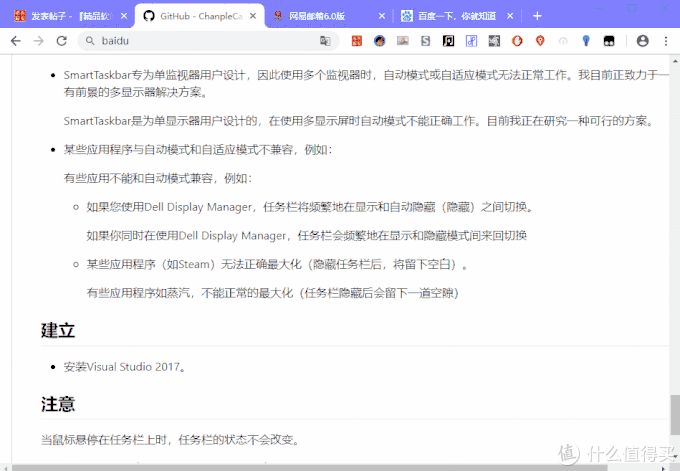 发表帖子 - 『精品软
GitHub - ChanpleCa
网易邮箱6.0版
百度一下，你就知道
baidu
SmartTaskbar专为单监视器用户设计，因此使用多个监视器时，自动模式或自适应模式无法正常工作。我目前正致力于一
有前景的多显示器解决方案。
SmartTaskbar是为单显示器用户设计的，在使用多显示屏时自动模式不能正确工作。目前我正在研究一种可行的方案。
某些应用程序与自动模式和自适应模式不兼容，例如：
有些应用不能和自动模式兼容，例如：
如果您使用Dell Display Manager，任务栏将频繁地在显示和自动隐藏（隐藏）之间切换。
如果你同时在使用Dell Display Manager，任务栏会频繁地在显示和隐藏模式间来回切换
某些应用程序（如Steam）无法正确最大化（隐藏任务栏后，将留下空白）。
有些应用程序如蒸汽，不能正常的最大化（任务栏隐藏后会留下一道空隙）
建立
安装Visual Studio 2017。
注意
当鼠标悬停在任务栏上时，任务栏的状态不会改变。
值 什么值得买